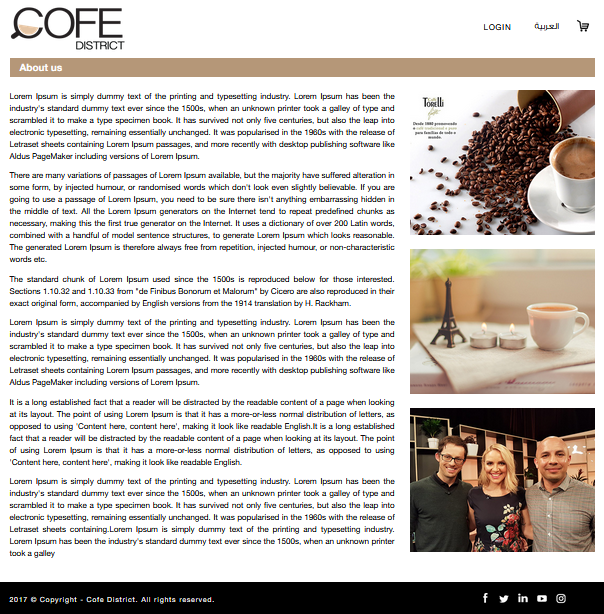 COFE
DISTRICT
LOGIN
العربية
About us
Lorem Ipsum is simply dummy text of the printing and typesetting industry. Lorem Ipsum has been the
industry's standard dummy text ever since the 1500s, when an unknown printer took a galley of type and
scrambled it to make a type specimen book. It has survived not only five centuries, but also the leap into
electronic typesetting, remaining essentially unchanged. It was popularised in the 1960s with the release of
Letraset sheets containing Lorem Ipsum passages, and more recently with desktop publishing software like
Aldus PageMaker including versions of Lorem Ipsum.
There are many variations of passages of Lorem Ipsum available, but the majority have suffered alteration in
some form, by injected humour, or randomised words which don't look even slightly believable. If you are
going to use a passage of Lorem Ipsum, you need to be sure there isn't anything embarrassing hidden in
the middle of text. All the Lorem Ipsum generators on the Internet tend to repeat predefined chunks as
necessary, making this the first true generator on the Internet. It uses a dictionary of over 200 Latin words,
combined with a handful of model sentence structures, to generate Lorem Ipsum which looks reasonable.
The generated Lorem Ipsum is therefore always free from repetition, injected humour, or non-characteristic
words etc.
The standard chunk of Lorem Ipsum used since the 1500s is reproduced below for those interested.
Sections 1.10.32 and 1.10.33 from "de Finibus Bonorum et Malorum" by Cicero are also reproduced in their
exact original form, accompanied by English versions from the 1914 translation by H. Rackham.
Lorem Ipsum is simply dummy text of the printing and typesetting industry. Lorem Ipsum has been the
industry's standard dummy text ever since the 1500s, when an unknown printer took a galley of type and
scrambled it to make a type specimen book. It has survived not only five centuries, but also the leap into
electronic typesetting, remaining essentially unchanged. It was popularised in the 1960s with the release of
Letraset sheets containing Lorem Ipsum passages, and more recently with desktop publishing software like
Aldus PageMaker including versions of Lorem Ipsum.
It is a long established fact that a reader will be distracted by the readable content of a page when looking
at its layout. The point of using Lorem Ipsum is that it has a more-or-less normal distribution of letters, as
opposed to using 'Content here, content here', making it look like readable English.It is a long established
fact that a reader will be distracted by the readable content of a page when looking at its layout. The point
of using Lorem Ipsum is that it has a more-or-less normal distribution of letters, as opposed to using
'Content here, content here', making it look like readable English.
Lorem Ipsum is simply dummy text of the printing and typesetting industry. Lorem Ipsum has been the
industry's standard dummy text ever since the 1500s, when an unknown printer took a galley of type and
scrambled it to make a type specimen book. It has survived not only five centuries, but also the leap into
electronic typesetting, remaining essentially unchanged. It was popularised in the 1960s with the release of
Letraset sheets containing.Lorem Ipsum is simply dummy text of the printing and typesetting industry.
Lorem Ipsum has been the industry's standard dummy text ever since the 1500s, when an unknown printer
took a galley
Torelli
Desde 1980 promovendo
o café tradicional e puro
para famílias de todo o
mundo.
2017 © Copyright - Cofe District. All rights reserved.